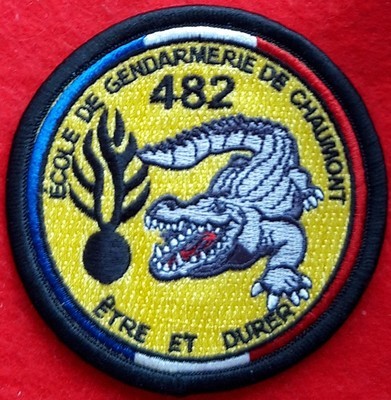 ÉCOLE DE GENDARMERIE DE CHAUMONT
482
ÊTRE ET DURER